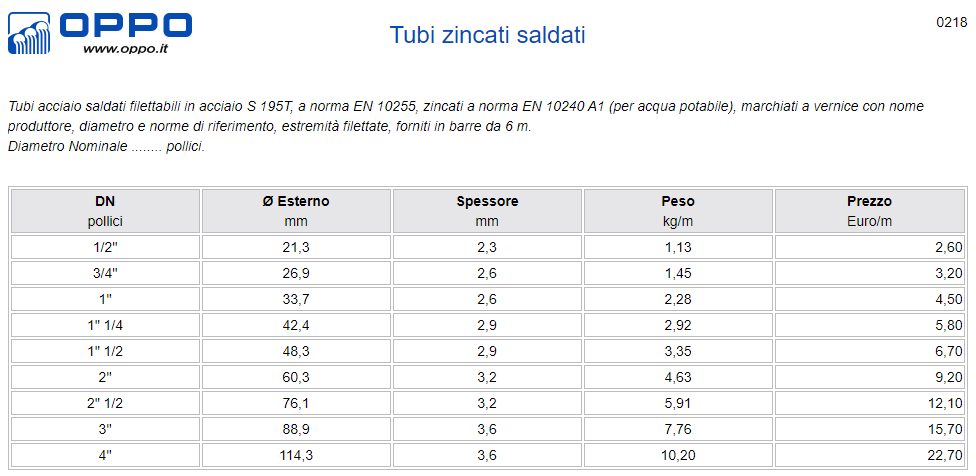 OPPO
www.oppo.it
Tubi zincati saldati
0218
Tubi acciaio saldati filettabili in acciaio S 195T, a norma EN 10255, zincati a norma EN 10240 A1 (per acqua potabile), marchiati a vernice con nome
produttore, diametro e norme di riferimento, estremità filettate, forniti in barre da 6 m.
Diametro Nominale ........ pollici.
DN Ø Esterno Spessore Peso Prezzo
pollici mm mm kg/m Euro/m
1/2" 21,3 2,3 1,13 2,60
3/4" 26,9 2,6 1,45 3,20
1" 33,7 2,6 2,28 4,50
1" 1/4 42,4 2,9 2,92 5,80
1" 1/2 48,3 2,9 3,35 6,70
2" 60,3 3,2 4,63 9,20
2" 1/2 76,1 3,2 5,91 12,10
3" 88,9 3,6 7,76 15,70
4" 114,3 3,6 10,20 22,70